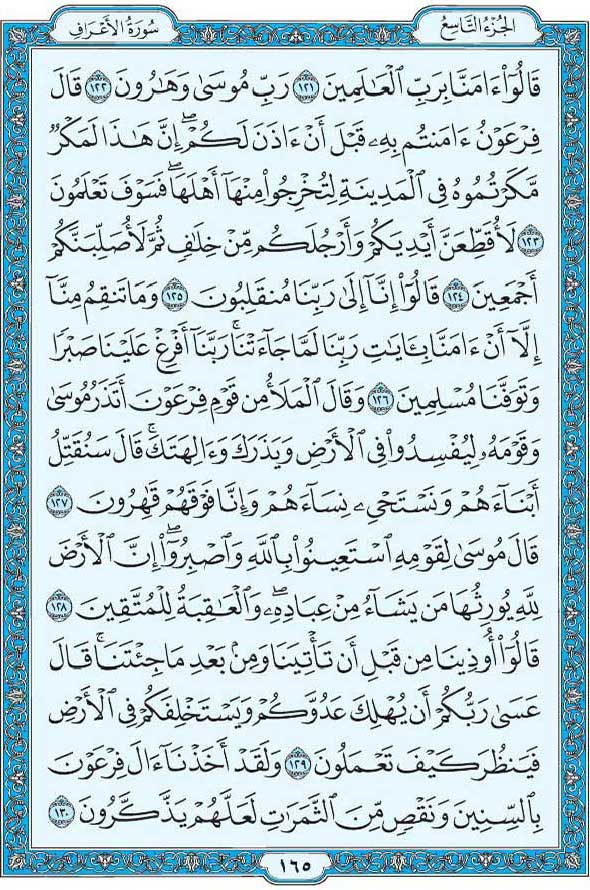 الجُزْءُ التَّاسِعُ
سُورَةُ الأَعْرَافِ
قَالُوٓاْ ءَامَنَّا بِرَبِّ ٱلْعَٰلَمِينَ ١٢١ رَبِّ مُوسَىٰ وَهَٰرُونَ ١٢٢ قَالَ
فِرْعَوْنُ ءَامَنتُم بِهِۦ قَبْلَ أَنْ ءَاذَنَ لَكُمْۖ إِنَّ هَٰذَا لَمَكْرٌ
مَّكَرْتُمُوهُ فِي ٱلْمَدِينَةِ لِتُخْرِجُواْ مِنْهَآ أَهْلَهَاۖ فَسَوْفَ تَعْلَمُونَ
١٢٣ لَأُقَطِّعَنَّ أَيْدِيَكُمْ وَأَرْجُلَكُم مِّنْ خِلَٰفٍ ثُمَّ لَأُصَلِّبَنَّكُمْ
أَجْمَعِينَ ١٢٤ قَالُوٓاْ إِنَّآ إِلَىٰ رَبِّنَا مُنقَلِبُونَ ١٢٥ وَمَا تَنقِمُ مِنَّآ
إِلَّآ أَنْ ءَامَنَّا بِـَٔايَٰتِ رَبِّنَا لَمَّا جَآءَتْنَاۚ رَبَّنَآ أَفْرِغْ عَلَيْنَا صَبْرًا
وَتَوَفَّنَا مُسْلِمِينَ ١٢٦ وَقَالَ ٱلْمَلَأُ مِن قَوْمِ فِرْعَوْنَ أَتَذَرُ مُوسَىٰ
وَقَوْمَهُۥ لِيُفْسِدُواْ فِي ٱلْأَرْضِ وَيَذَرَكَ وَءَالِهَتَكَۚ قَالَ سَنُقَتِّلُ
أَبْنَآءَهُمْ وَنَسْتَحْيِۦ نِسَآءَهُمْ وَإِنَّا فَوْقَهُمْ قَٰهِرُونَ ١٢٧
قَالَ مُوسَىٰ لِقَوْمِهِ ٱسْتَعِينُواْ بِٱللَّهِ وَٱصْبِرُوٓاْۖ إِنَّ ٱلْأَرْضَ
لِلَّهِ يُورِثُهَا مَن يَشَآءُ مِنْ عِبَادِهِۦۖ وَٱلْعَٰقِبَةُ لِلْمُتَّقِينَ ١٢٨
قَالُوٓاْ أُوذِينَا مِن قَبْلِ أَن تَأْتِيَنَا وَمِنۢ بَعْدِ مَا جِئْتَنَاۚ قَالَ
عَسَىٰ رَبُّكُمْ أَن يُهْلِكَ عَدُوَّكُمْ وَيَسْتَخْلِفَكُمْ فِي ٱلْأَرْضِ
فَيَنظُرَ كَيْفَ تَعْمَلُونَ ١٢٩ وَلَقَدْ أَخَذْنَآ ءَالَ فِرْعَوْنَ
بِٱلسِّنِينَ وَنَقْصٍ مِّنَ ٱلثَّمَرَٰتِ لَعَلَّهُمْ يَذَّكَّرُونَ ١٣٠
١٦٥